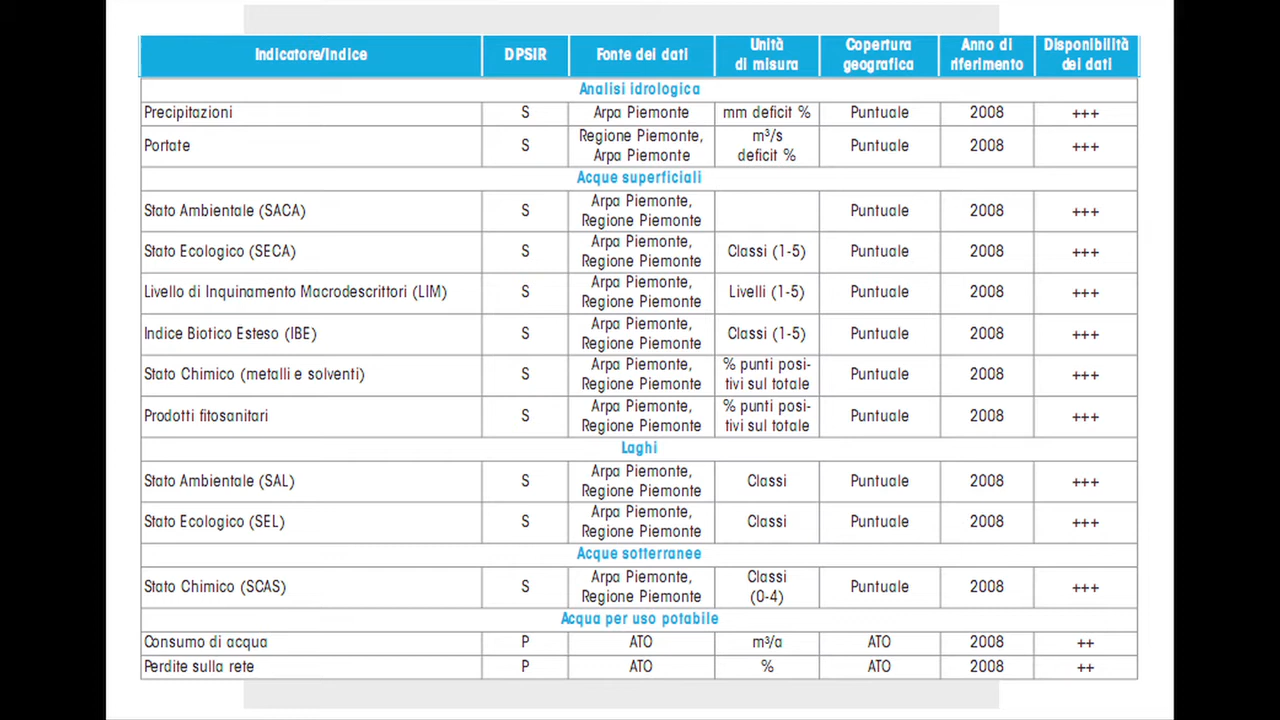 Indicatore/Indice DPSIR Fonte dei dati Unità di misura Copertura geografica Anno di riferimento Disponibilità dei dati
Analisi idrologica
Precipitazioni S Arpa Piemonte mm deficit % Puntuale 2008 +++
Portate S Regione Piemonte, Arpa Piemonte m³/s deficit % Puntuale 2008 +++
Acque superficiali
Stato Ambientale (SACA) S Arpa Piemonte, Regione Piemonte Puntuale 2008 +++
Stato Ecologico (SECA) S Arpa Piemonte, Regione Piemonte Classi (1-5) Puntuale 2008 +++
Livello di Inquinamento Macrodescrittori (LIM) S Arpa Piemonte, Regione Piemonte Livelli (1-5) Puntuale 2008 +++
Indice Biotico Esteso (IBE) S Arpa Piemonte, Regione Piemonte Classi (1-5) Puntuale 2008 +++
Stato Chimico (metalli e solventi) S Arpa Piemonte, Regione Piemonte % punti posi-tivi sul totale Puntuale 2008 +++
Prodotti fitosanitari S Arpa Piemonte, Regione Piemonte % punti posi-tivi sul totale Puntuale 2008 +++
Laghi
Stato Ambientale (SAL) S Arpa Piemonte, Regione Piemonte Classi Puntuale 2008 +++
Stato Ecologico (SEL) S Arpa Piemonte, Regione Piemonte Classi Puntuale 2008 +++
Acque sotterranee
Stato Chimico (SCAS) S Arpa Piemonte, Regione Piemonte Classi (0-4) Puntuale 2008 +++
Acqua per uso potabile
Consumo di acqua P ATO m³/a ATO 2008 ++
Perdite sulla rete P ATO % ATO 2008 ++